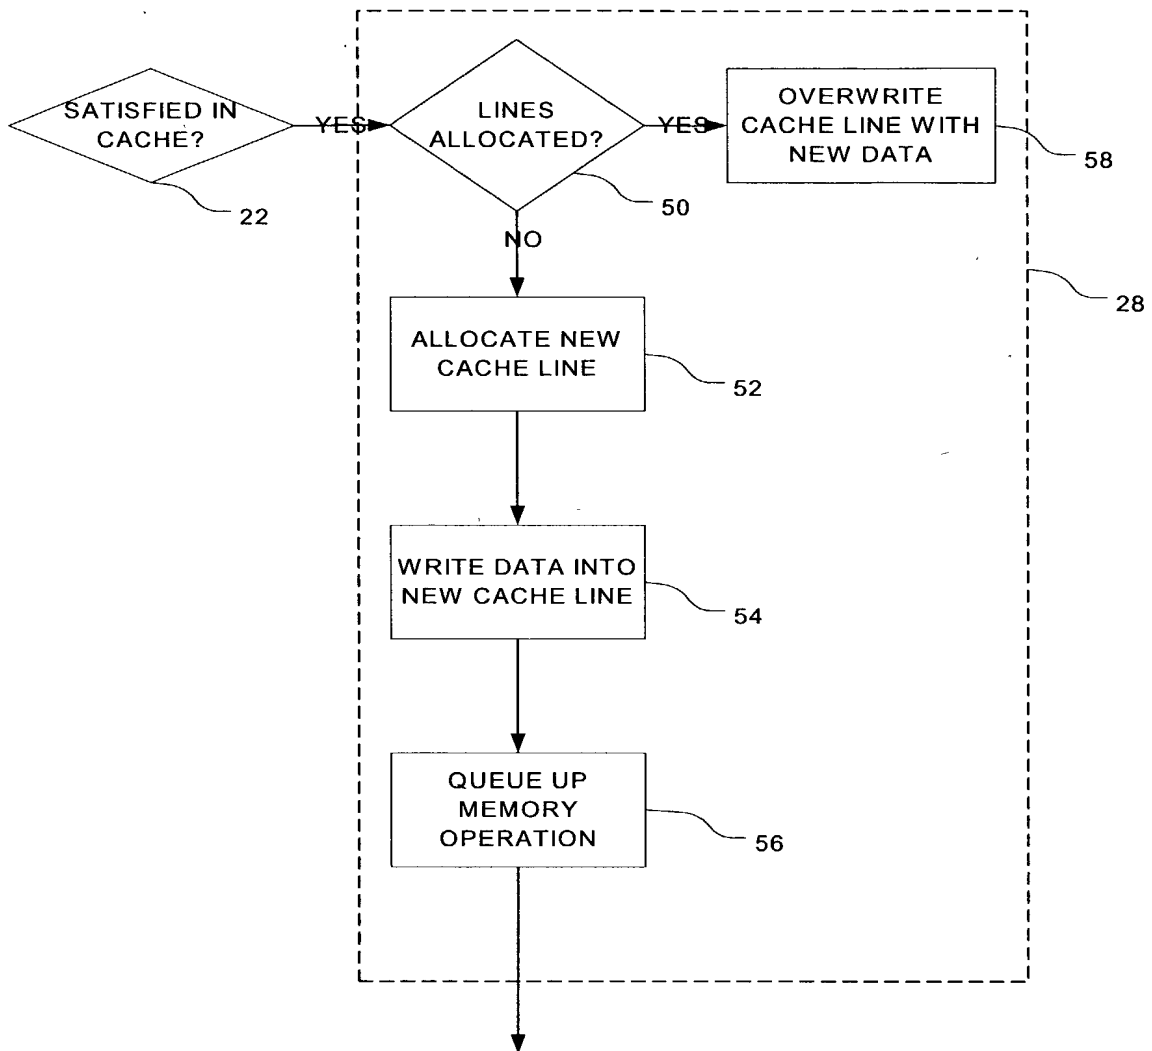 SATISFIED IN
CACHE?
22
YES
LINES
ALLOCATED?
50
YES
OVERWRITE
CACHE LINE WITH
NEW DATA
58
NO
28
ALLOCATE NEW
CACHE LINE
52
WRITE DATA INTO
NEW CACHE LINE
54
QUEUE UP
MEMORY
OPERATION
56